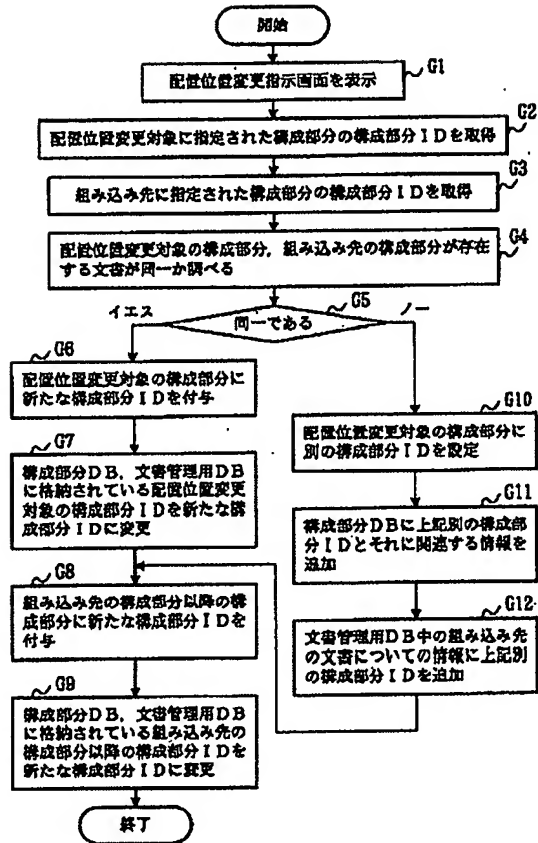 開始
G1
配置位置変更指示画面を表示
G2
配置位置変更対象に指定された構成部分の構成部分IDを取得
G3
組み込み先に指定された構成部分の構成部分IDを取得
G4
配置位置変更対象の構成部分，組み込み先の構成部分が存在
する文書が同一か調べる
G5
イエス
同一である
ノー
G6
配置位置変更対象の構成部分に
新たな構成部分IDを付与
G7
構成部分DB，文書管理用DB
に格納されている配置位置変更
対象の構成部分IDを新たな構
成部分IDに変更
G8
組み込み先の構成部分以降の構
成部分に新たな構成部分IDを
付与
G9
構成部分DB，文書管理用DB
に格納されている組み込み先の
構成部分以降の構成部分IDを
新たな構成部分IDに変更
終了
G10
配置位置変更対象の構成部分に
別の構成部分IDを設定
G11
構成部分DBに上記別の構成部
分IDとそれに関連する情報を
追加
G12
文書管理用DB中の組み込み先
の文書についての情報に上記別
の構成部分IDを追加